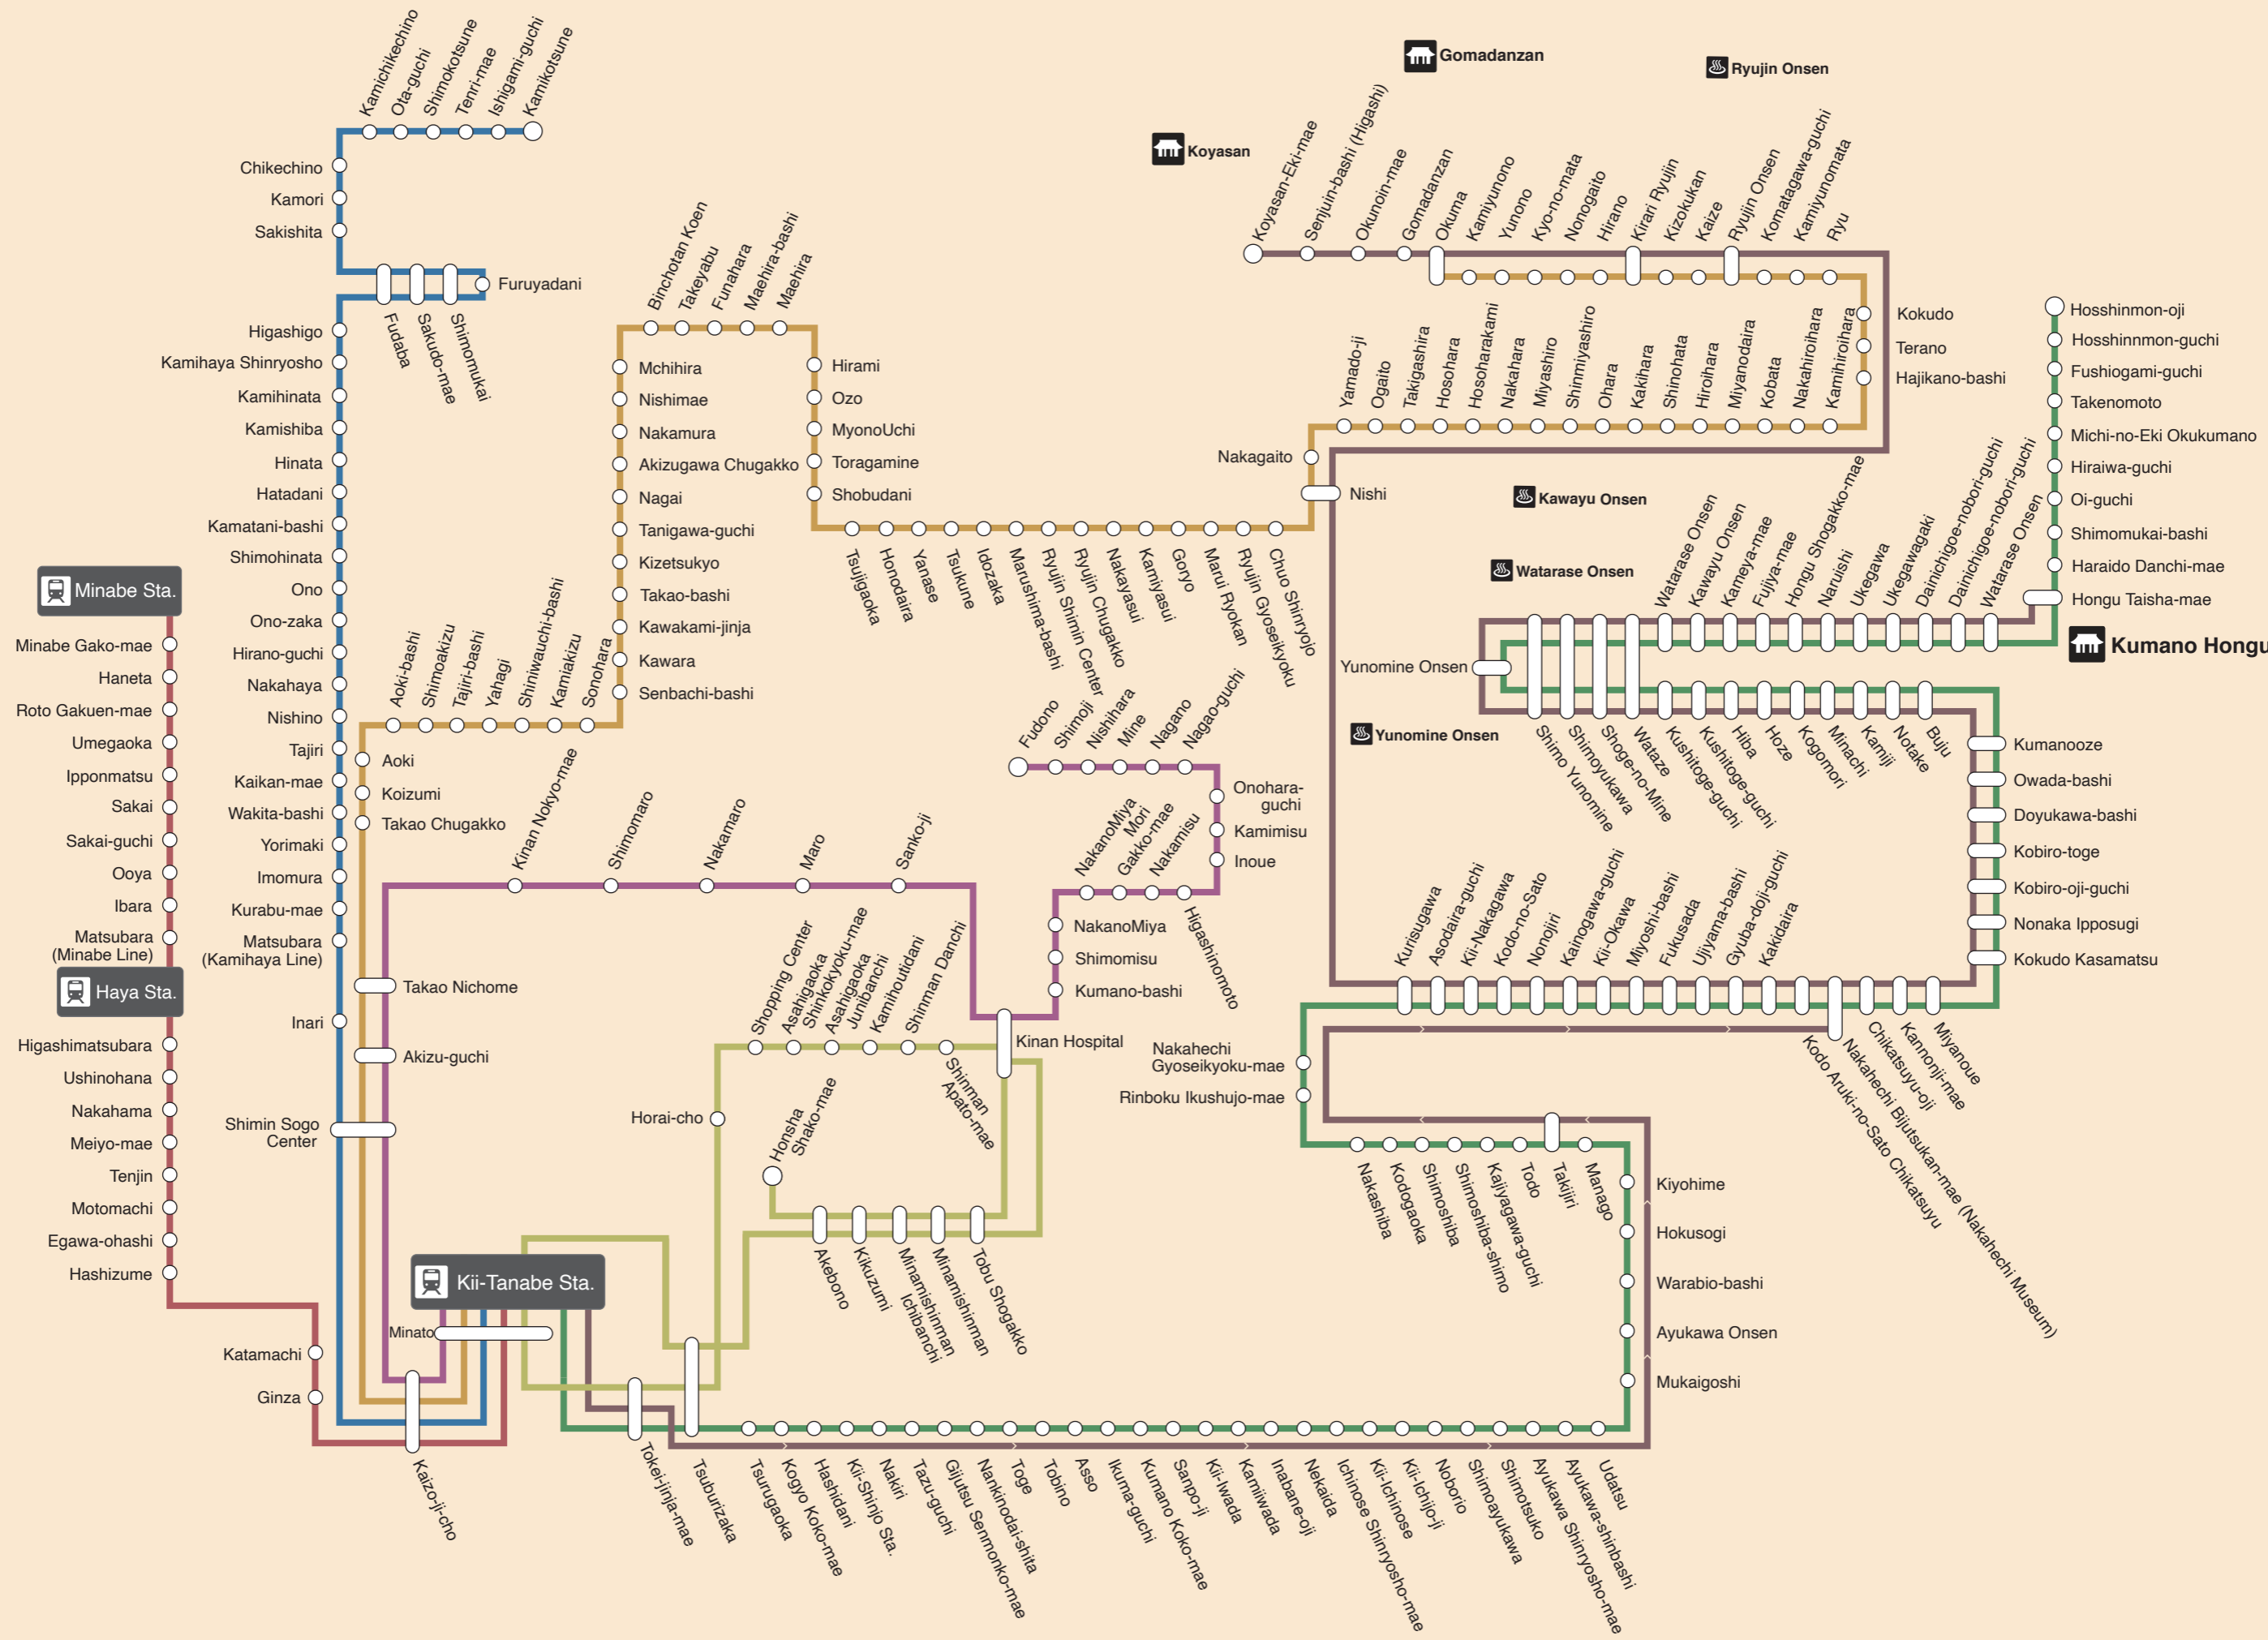 Kamichikechino
Ota-guchi
Shimokotsune
Tenri-mae
Ishigami-guchi
Kamikotsune
Chikechino
Kamori
Sakishita
Furuyadani
Fudaba
Sakudo-mae
Shimomukai
Higashigo
Kamihaya Shinryosho
Kamihinata
Kamishiba
Hinata
Hatadani
Kamatani-bashi
Shimohinata
Ono
Ono-zaka
Hirano-guchi
Nakahaya
Nishino
Tajiri
Kaikan-mae
Wakita-bashi
Yorimaki
Imomura
Kurabu-mae
Matsubara
(Kamihaya Line)
Inari
Shimin Sogo
Center
Minabe Sta.
Minabe Gako-mae
Haneta
Roto Gakuen-mae
Umegaoka
Ipponmatsu
Sakai
Sakai-guchi
Ooya
Ibara
Matsubara
(Minabe Line)
Haya Sta.
Higashimatsubara
Ushinohana
Nakahama
Meiyo-mae
Tenjin
Motomachi
Egawa-ohashi
Hashizume
Katamachi
Ginza
Kaizo-ji-cho
Minato
Kii-Tanabe Sta.
Akizu-guchi
Takao Nichome
Takao Chugakko
Koizumi
Aoki
Aoki-bashi
Shimoakizu
Tajiri-bashi
Yahagi
Shiniwauchi-bashi
Kamiakizu
Sonohara
Senbachi-bashi
Kawara
Kawakami-jinja
Takao-bashi
Kizetsukyo
Tanigawa-guchi
Nagai
Akizugawa Chugakko
Nakamura
Nishimae
Mchihira
Binchotan Koen
Takeyabu
Funahara
Maehira-bashi
Maehira
Hirami
Ozo
MyonoUchi
Toragamine
Shobudani
Tsujigaoka
Honodaira
Yanase
Tsukune
Idozaka
Marushima-bashi
Ryujin Shimin Center
Ryujin Chugakko
Nakayasui
Kamiyasui
Goryo
Marui Ryokan
Ryujin Gyoseikyoku
Chuo Shinryojo
Nishi
Nakagaito
Yamado-ji
Ogaito
Takigashira
Hosohara
Hosoharakami
Nakahara
Miyashiro
Shinmiyashiro
Ohara
Kakihara
Shinohata
Hiroihara
Miyanodaira
Kobata
Nakahiroihara
Kamihiroihara
Hajikano-bashi
Terano
Kokudo
Koyasan
Gomadanzan
Ryujin Onsen
Koyasan-Eki-mae
Senjuin-bashi (Higashi)
Okunoin-mae
Gomadanzan
Okuma
Kamiyunono
Yunono
Kyo-no-mata
Nonogaito
Hirano
Kirari Ryujin
Kizokukan
Kaize
Ryujin Onsen
Komatagawa-guchi
Kamiyunomata
Ryu
Kinan Nokyo-mae
Shimomaro
Nakamaro
Maro
Sanko-ji
Kinan Hospital
Kumano-bashi
Shimomisu
NakanoMiya
NakanoMiya
Mori
Gakko-mae
Nakamisu
Higashinomoto
Inoue
Kamimisu
Onohara-
guchi
Nagao-guchi
Nagano
Mine
Nishihara
Shimoji
Fudono
Shopping Center
Asahigaoka
Shinkokyoku-mae
Asahigaoka
Junibanchi
Kamihoutidani
Shinman Danchi
Shinman
Apato-mae
Horai-cho
Honsha
Shako-mae
Akebono
Kikuzumi
Minamishinman
Ichibanchi
Minamishinman
Tobu Shogakko
Tokei-jinja-mae
Tsuburizaka
Tsurugaoka
Kogyo Koko-mae
Hashidani
Kii-Shinjo Sta.
Nakiri
Tazu-guchi
Gijutsu Senmonko-mae
Nankinodai-shita
Toge
Tobino
Asso
Ikuma-guchi
Kumano Koko-mae
Sanpo-ji
Kii-Iwada
Kamiiwada
Inabane-oji
Nekaida
Ichinose Shinryosho-mae
Kii-Ichinose
Kii-Ichijo-ji
Noborio
Shimoayukawa
Shimotsuko
Ayukawa Shinryosho-mae
Ayukawa-shinbashi
Udatsu
Mukaigoshi
Ayukawa Onsen
Warabio-bashi
Hokusogi
Kiyohime
Manago
Takijiri
Todo
Kajiyagawa-guchi
Shimoshiba-shimo
Shimoshiba
Kodogaoka
Nakashiba
Rinboku Ikushujo-mae
Nakahechi
Gyoseikyoku-mae
Kurisugawa
Asodaira-guchi
Kii-Nakagawa
Kodo-no-Sato
Nonojiri
Kainogawa-guchi
Kii-Okawa
Miyoshi-bashi
Fukusada
Ujiyama-bashi
Gyuba-doji-guchi
Kakidaira
Kodo Aruki-no-Sato Chikatsuyu
Nakahechi Bijutsukan-mae (Nakahechi Museum)
Chikatsuyu-oji
Kannonji-mae
Miyanoue
Kokudo Kasamatsu
Nonaka Ipposugi
Kobiro-oji-guchi
Kobiro-toge
Doyukawa-bashi
Owada-bashi
Kumanooze
Buju
Notake
Kamiji
Minachi
Kogomori
Hoze
Hiba
Kushitoge-guchi
Kushitoge-guchi
Wataze
Shoge-no-Mine
Shimoyukawa
Shimo Yunomine
Yunomine Onsen
Yunomine Onsen
Watarase Onsen
Kawayu Onsen
Watarase Onsen
Kawayu Onsen
Kameya-mae
Fujiya-mae
Hongu Shogakko-mae
Naruishi
Ukegawa
Ukegawagaki
Dainichigoe-nobori-guchi
Dainichigoe-nobori-guchi
Watarase Onsen
Kumano Hongu
Hongu Taisha-mae
Haraido Danchi-mae
Shimomukai-bashi
Oi-guchi
Hiraiwa-guchi
Michi-no-Eki Okukumano
Takenomoto
Fushiogami-guchi
Hosshinnmon-guchi
Hosshinmon-oji